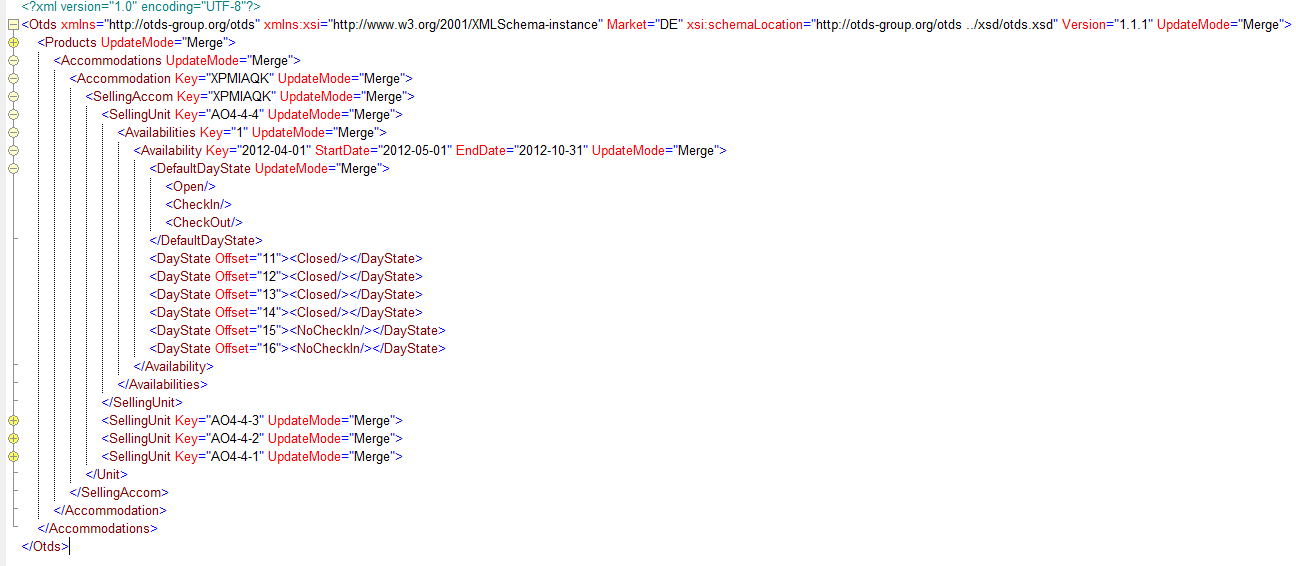 <?xml version="1.0" encoding="UTF-8"?>
<Otds xmlns="http://otds-group.org/otds" xmlns:xsi="http://www.w3.org/2001/XMLSchema-instance" Market="DE" xsi:schemaLocation="http://otds-group.org/otds ../xsd/otds.xsd" Version="1.1.1" UpdateMode="Merge">
<Products UpdateMode="Merge">
<Accommodations UpdateMode="Merge">
<Accommodation Key="XPMIAQK" UpdateMode="Merge">
<SellingAccom Key="XPMIAQK" UpdateMode="Merge">
<SellingUnit Key="AO4-4-4" UpdateMode="Merge">
<Availabilities Key="1" UpdateMode="Merge">
<Availability Key="2012-04-01" StartDate="2012-05-01" EndDate="2012-10-31" UpdateMode="Merge">
<DefaultDayState UpdateMode="Merge">
<Open/>
<CheckIn/>
<CheckOut/>
</DefaultDayState>
<DayState Offset="11"><Closed/></DayState>
<DayState Offset="12"><Closed/></DayState>
<DayState Offset="13"><Closed/></DayState>
<DayState Offset="14"><Closed/></DayState>
<DayState Offset="15"><NoCheckIn/></DayState>
<DayState Offset="16"><NoCheckIn/></DayState>
</Availability>
</Availabilities>
</SellingUnit>
<SellingUnit Key="AO4-4-3" UpdateMode="Merge">
<SellingUnit Key="AO4-4-2" UpdateMode="Merge">
<SellingUnit Key="AO4-4-1" UpdateMode="Merge">
</Unit>
</SellingAccom>
</Accommodation>
</Accommodations>
</Otds>